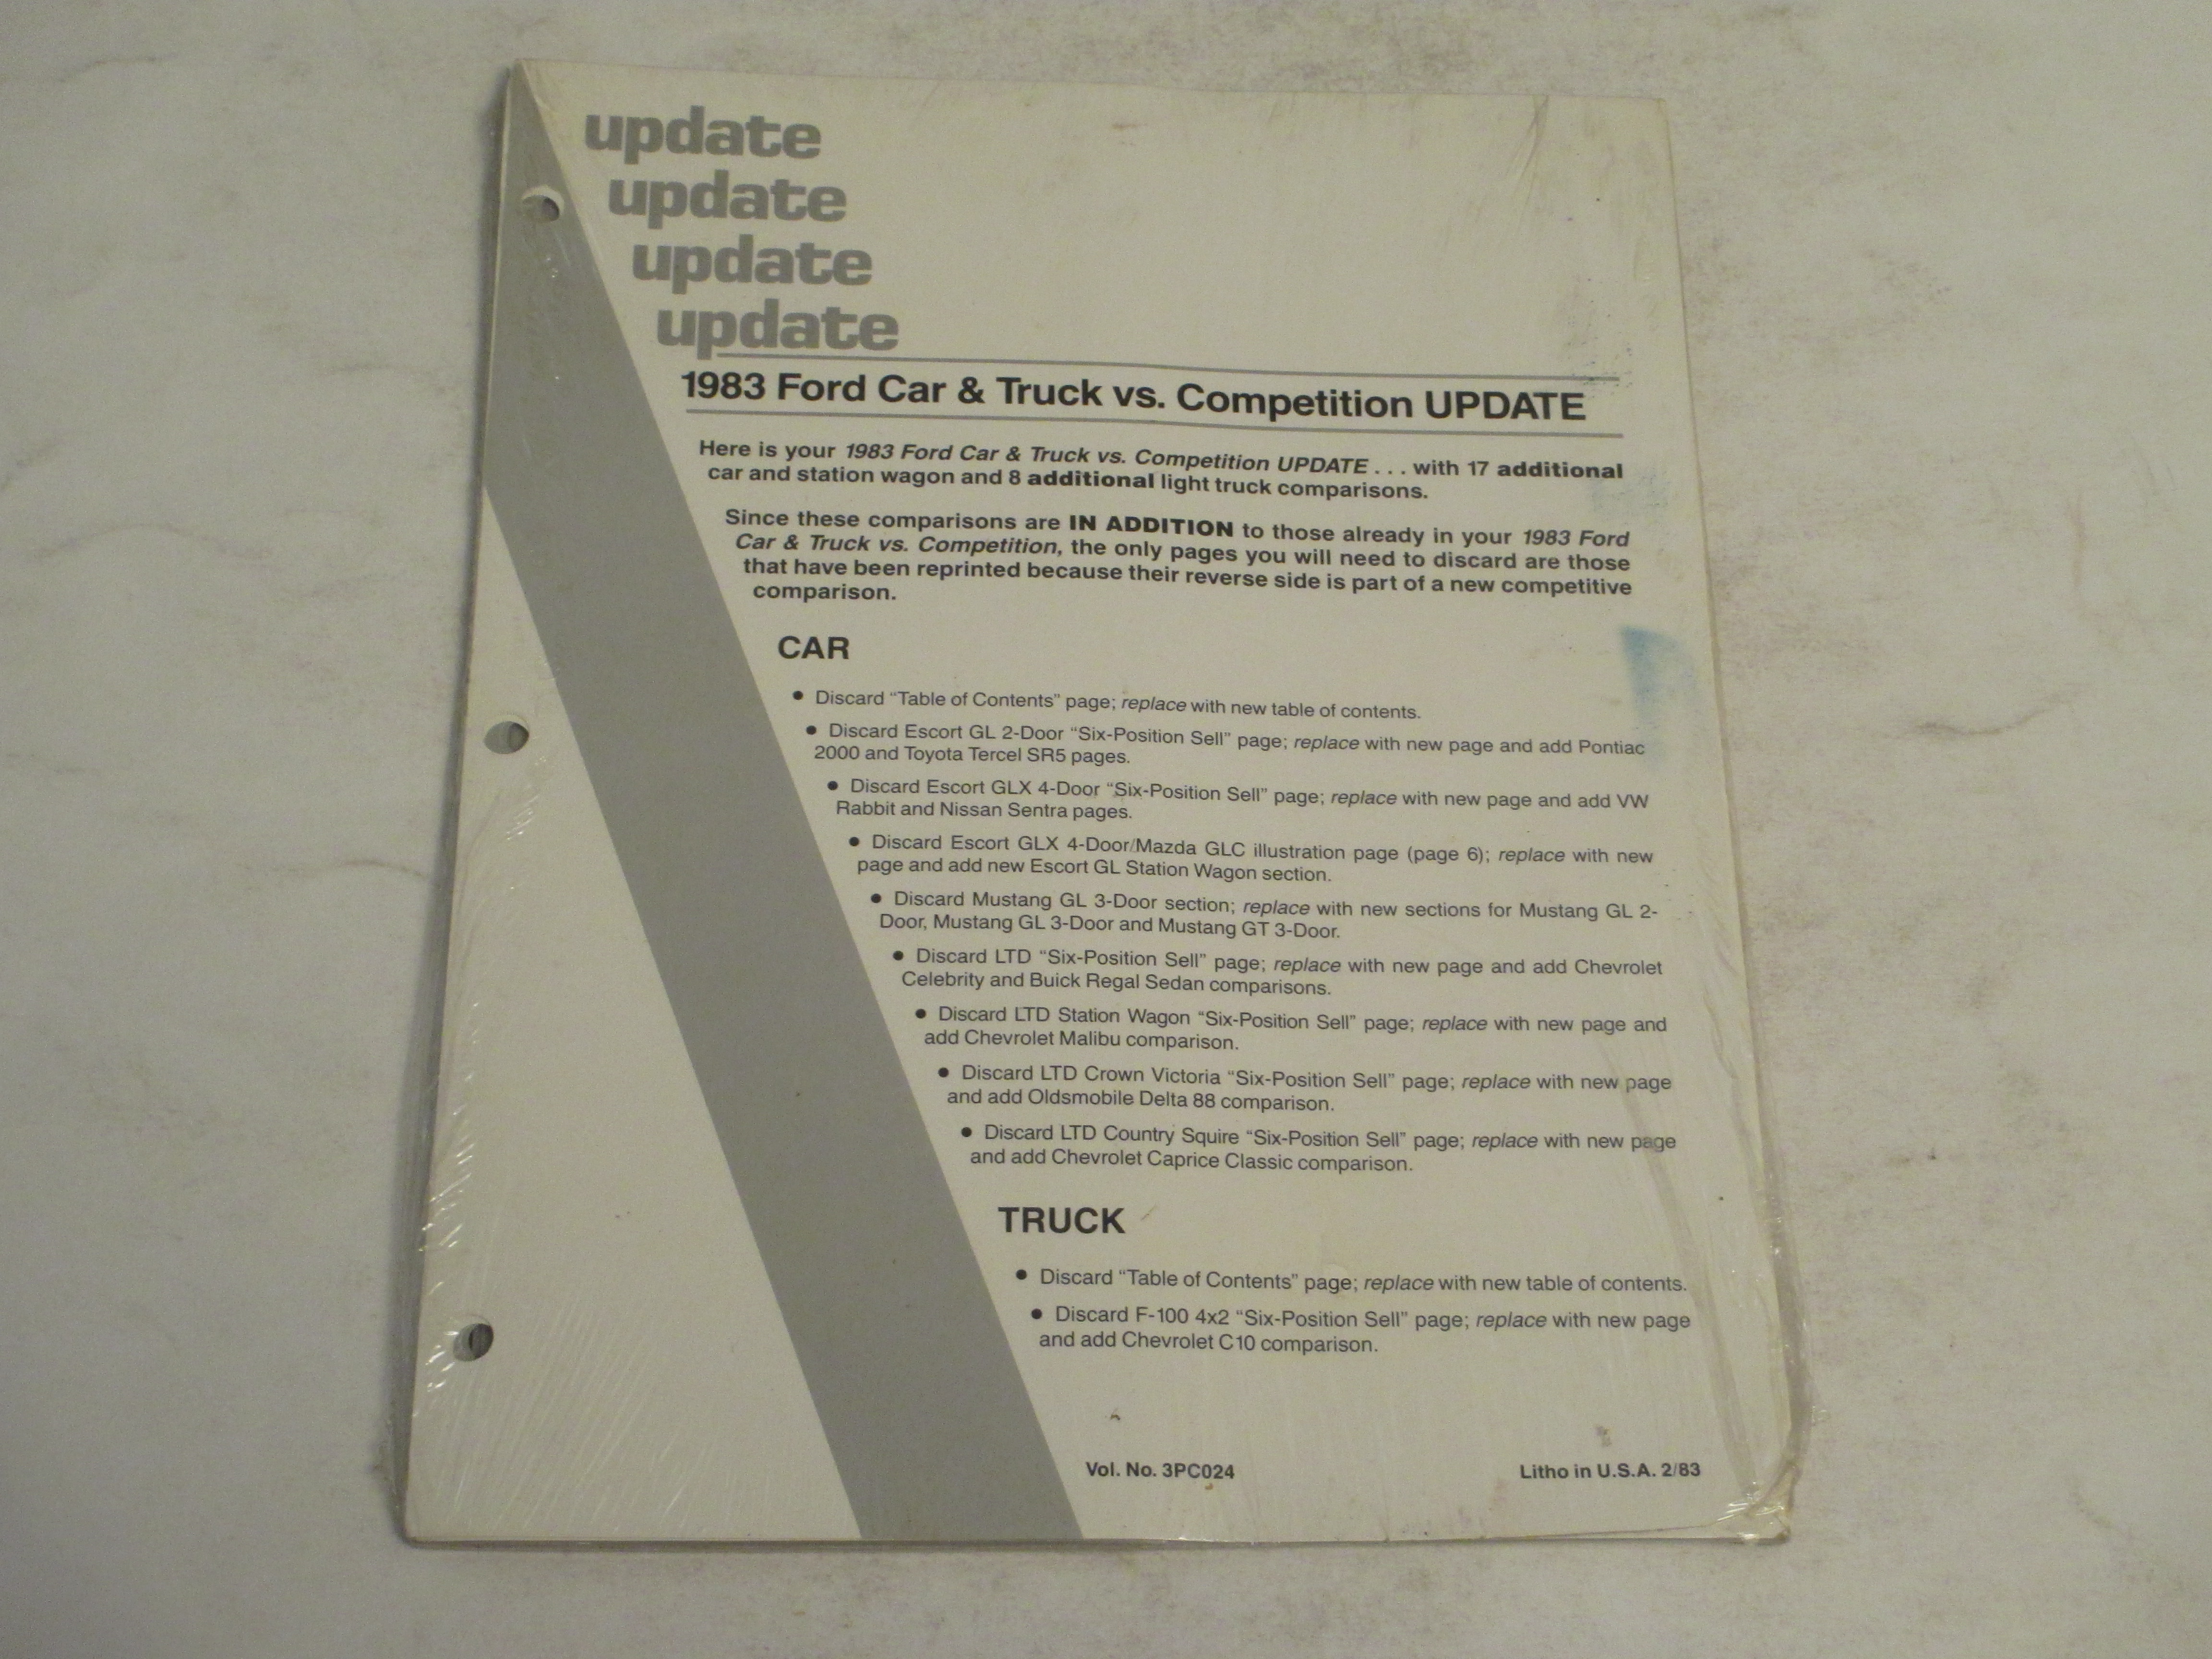 update
update
update
update
1983 Ford Car & Truck vs. Competition UPDATE
Here is your 1983 Ford Car & Truck vs. Competition UPDATE . . . with 17 additional
car and station wagon and 8 additional light truck comparisons.
Since these comparisons are IN ADDITION to those already in your 1983 Ford
Car & Truck vs. Competition, the only pages you will need to discard are those
that have been reprinted because their reverse side is part of a new competitive
comparison.
CAR
• Discard “Table of Contents” page; replace with new table of contents.
• Discard Escort GL 2-Door “Six-Position Sell” page; replace with new page and add Pontiac
2000 and Toyota Tercel SR5 pages.
• Discard Escort GLX 4-Door “Six-Position Sell” page; replace with new page and add VW
Rabbit and Nissan Sentra pages.
• Discard Escort GLX 4-Door/Mazda GLC illustration page (page 6); replace with new
page and add new Escort GL Station Wagon section.
• Discard Mustang GL 3-Door section; replace with new sections for Mustang GL 2-
Door, Mustang GL 3-Door and Mustang GT 3-Door.
• Discard LTD “Six-Position Sell” page; replace with new page and add Chevrolet
Celebrity and Buick Regal Sedan comparisons.
• Discard LTD Station Wagon “Six-Position Sell” page; replace with new page and
add Chevrolet Malibu comparison.
• Discard LTD Crown Victoria “Six-Position Sell” page; replace with new page
and add Oldsmobile Delta 88 comparison.
• Discard LTD Country Squire “Six-Position Sell” page; replace with new page
and add Chevrolet Caprice Classic comparison.
TRUCK
• Discard “Table of Contents” page; replace with new table of contents.
• Discard F-100 4x2 “Six-Position Sell” page; replace with new page
and add Chevrolet C10 comparison.
Vol. No. 3PC024
Litho in U.S.A. 2/83